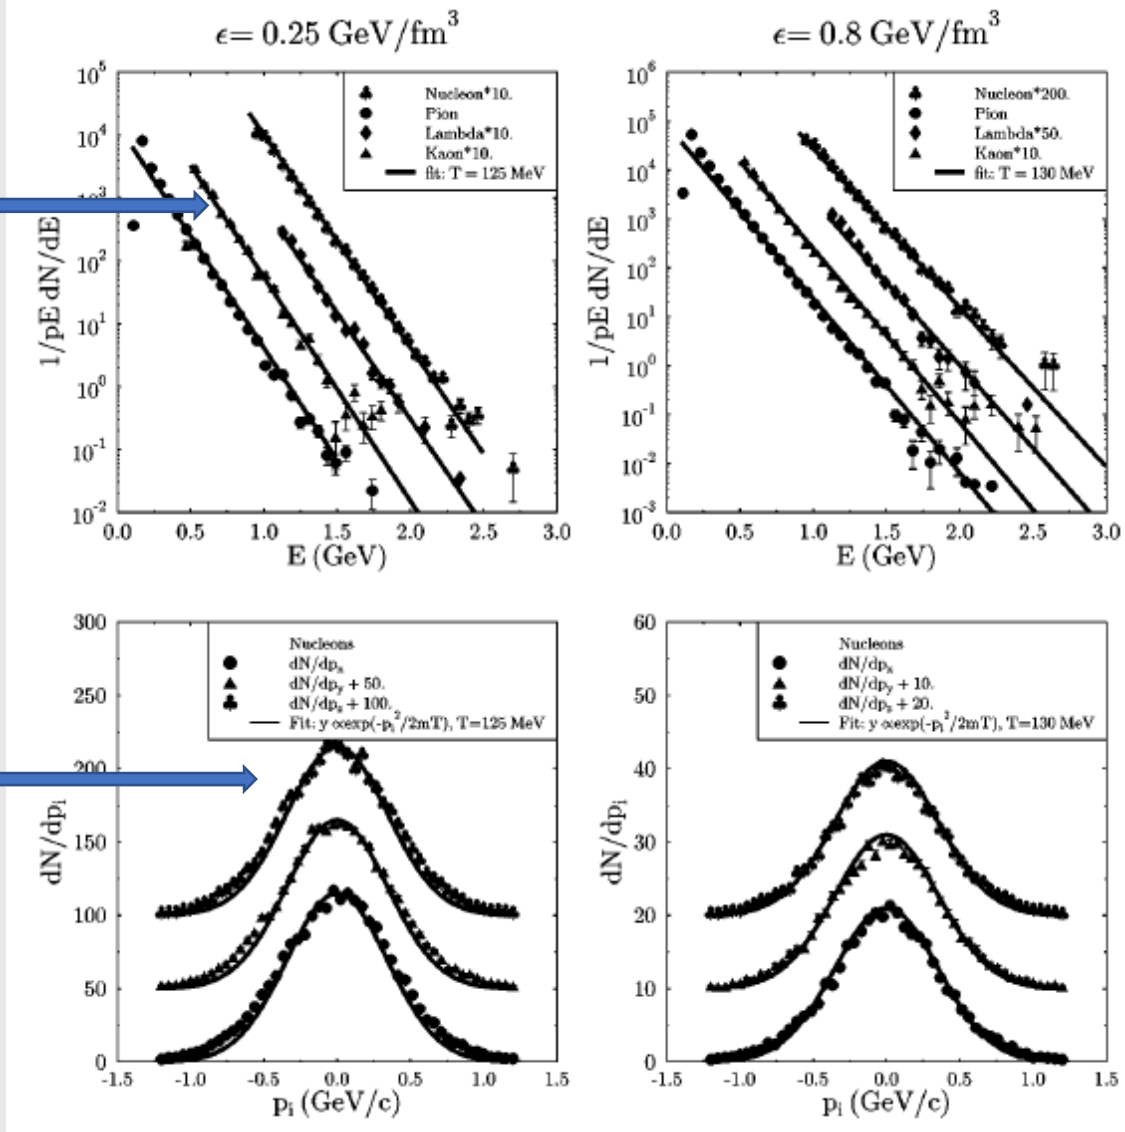 ϵ= 0.25 GeV/fm³
10⁵
10⁴
10³
10²
10¹
10⁰
10⁻¹
10⁻²
1/pE dN/dE
Nucleon*10.
Pion
Lambda*10.
Kaon*10.
fit: T = 125 MeV
0.0 0.5 1.0 1.5 2.0 2.5 3.0
E (GeV)
ϵ= 0.8 GeV/fm³
10⁶
10⁵
10⁴
10³
10²
10¹
10⁰
10⁻¹
10⁻²
10⁻³
1/pE dN/dE
Nucleon*200.
Pion
Lambda*50.
Kaon*10.
fit: T = 130 MeV
0.0 0.5 1.0 1.5 2.0 2.5 3.0
E (GeV)
300
250
200
150
100
50
0
dN/dpᵢ
Nucleons
dN/dpₓ
dN/dpᵧ + 50.
dN/dp_z + 100.
Fit: y ∝exp(-pᵢ²/2mT), T=125 MeV
-1.5 -1.0 -0.5 0.0 0.5 1.0 1.5
pᵢ (GeV/c)
60
50
40
30
20
10
0
dN/dpᵢ
Nucleons
dN/dpₓ
dN/dpᵧ + 10.
dN/dp_z + 20.
Fit: y ∝exp(-pᵢ²/2mT), T=130 MeV
-1.5 -1.0 -0.5 0.0 0.5 1.0 1.5
pᵢ (GeV/c)